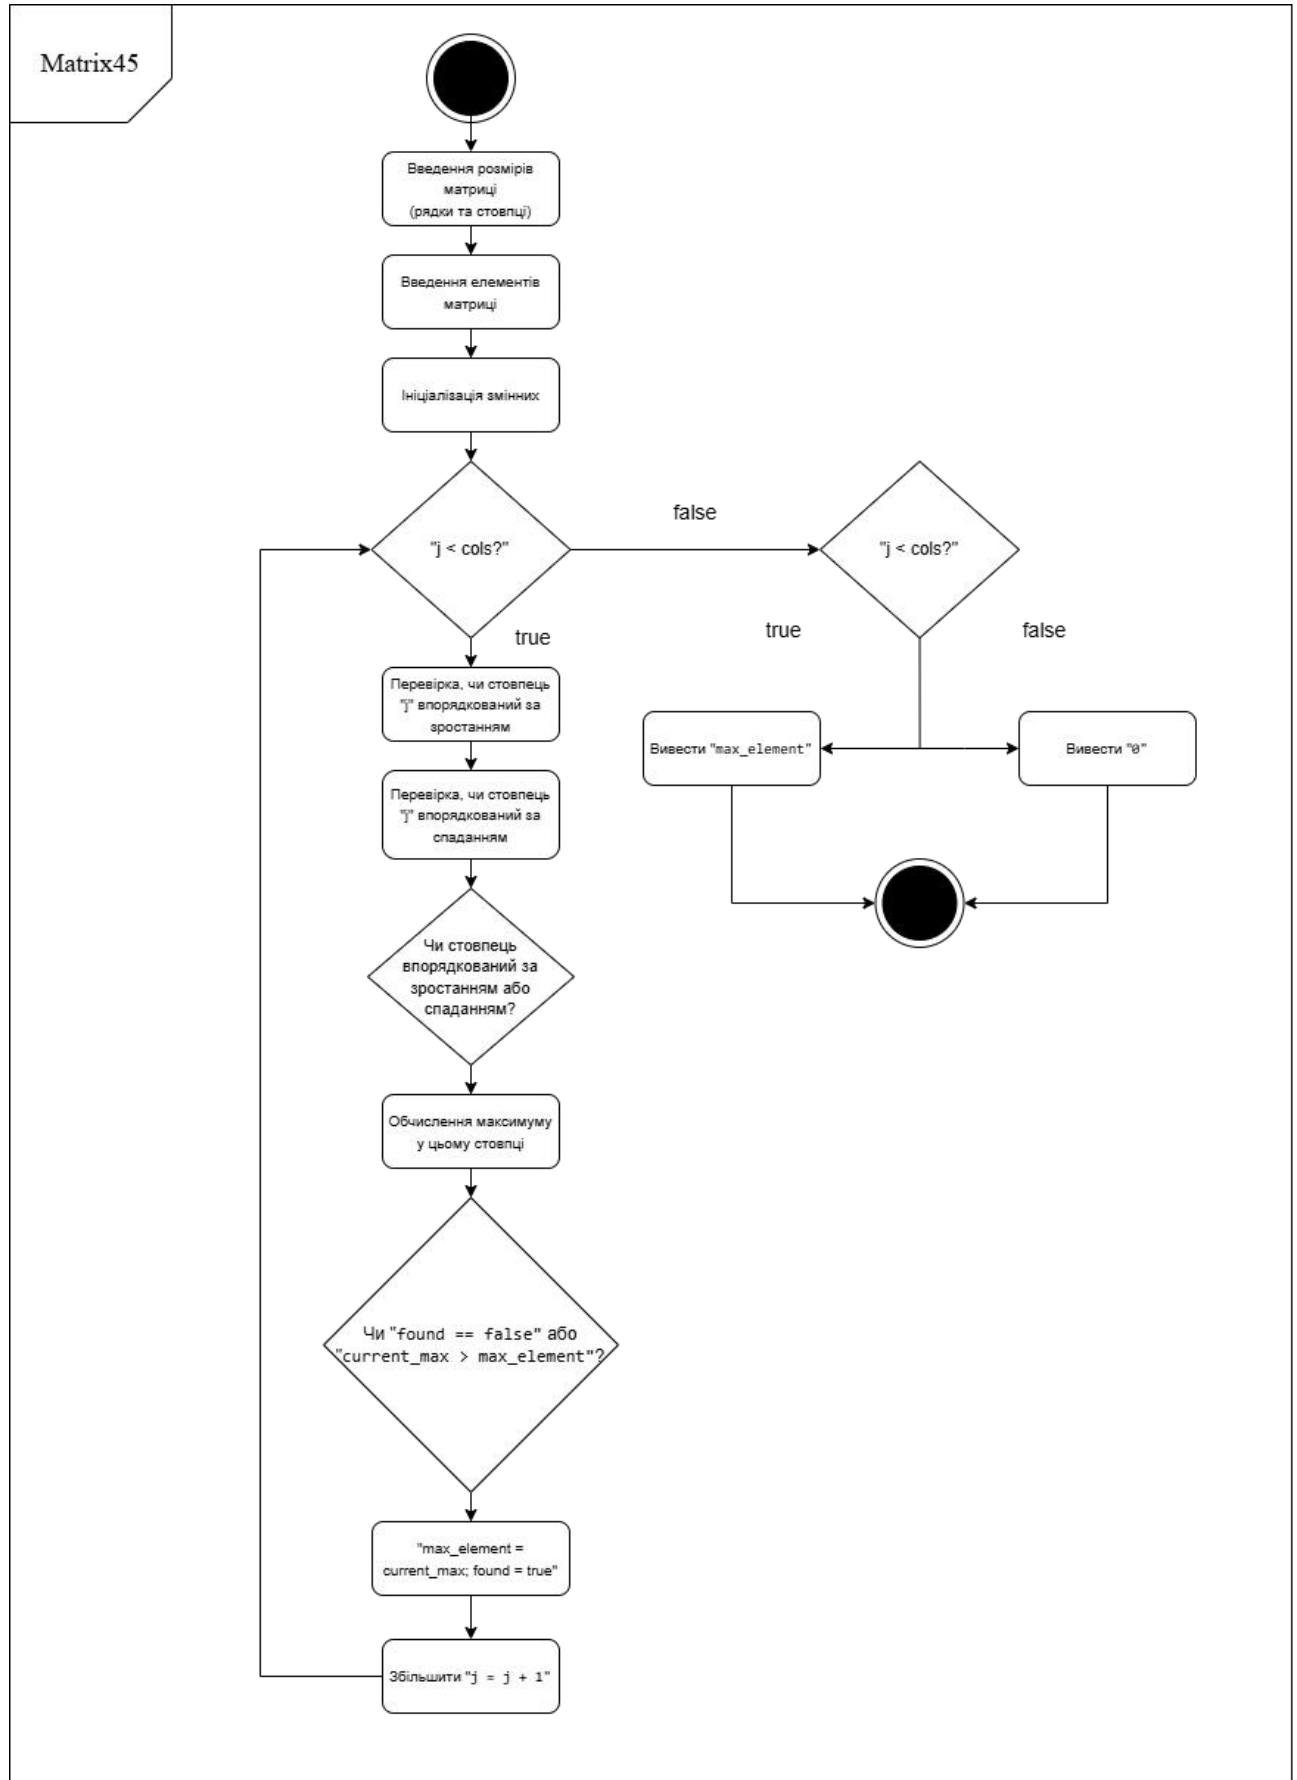 Matrix45
Введення розмірів
матриці
(рядки та стовпці)
Введення елементів
матриці
Ініціалізація змінних
"j < cols?"
false
"j < cols?"
true
true
false
Перевірка, чи стовпець
"j" впорядкований за
зростанням
Вивести "max_element"
Вивести "0"
Перевірка, чи стовпець
"j" впорядкований за
спаданням
Чи стовпець
впорядкований за
зростанням або
спаданням?
Обчислення максимуму
у цьому стовпці
Чи "found == false" або
"current_max > max_element"?
"max_element =
current_max; found = true"
Збільшити "j = j + 1"